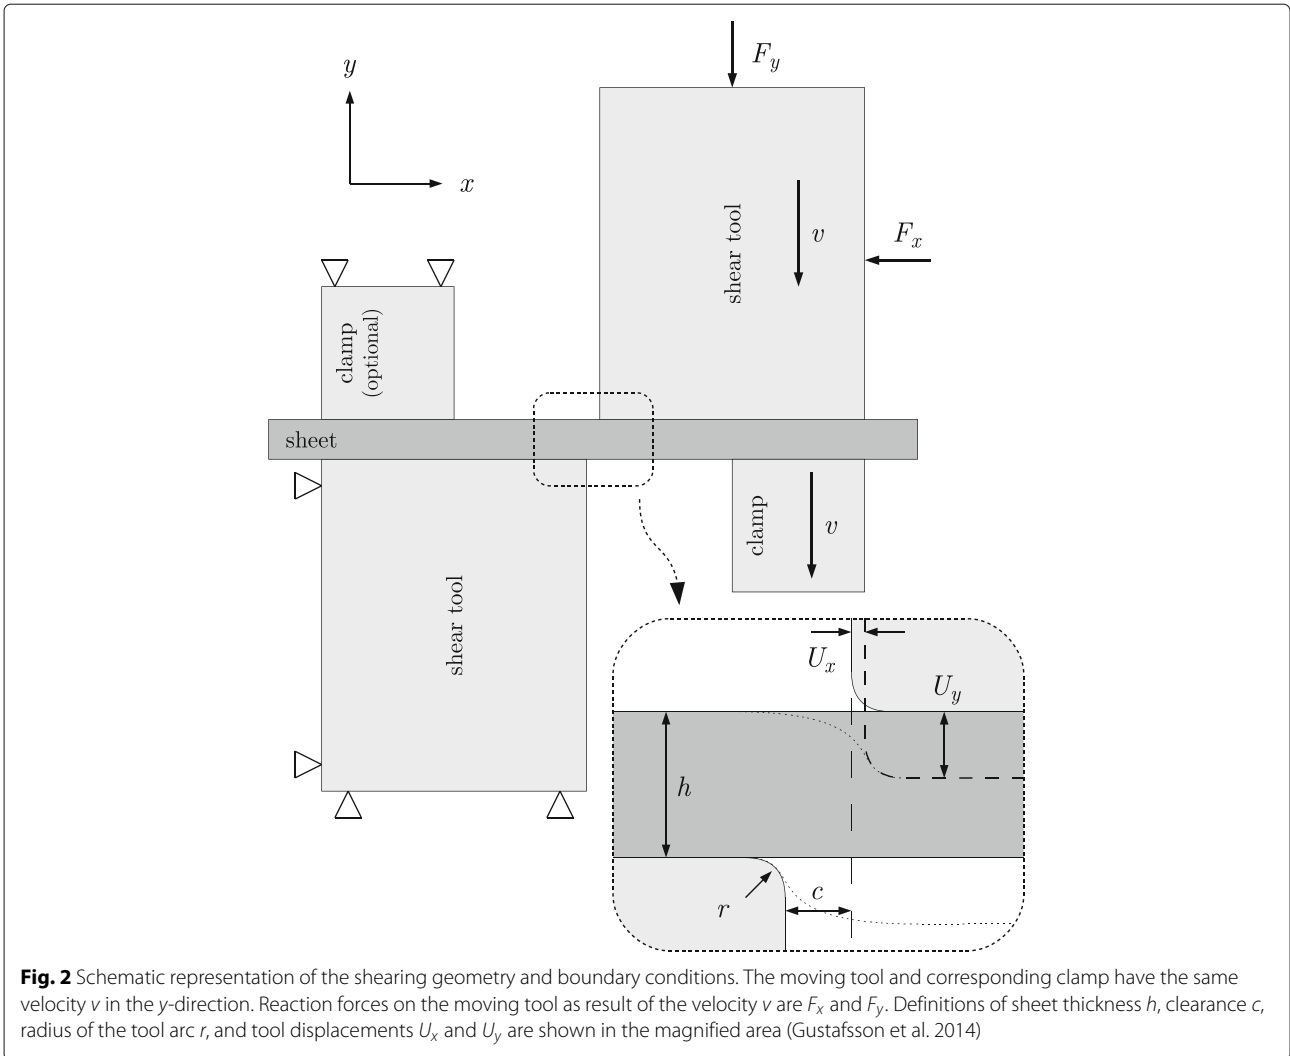 F_y
y
x
shear tool
v
F_x
clamp
(optional)
sheet
clamp
v
shear tool
U_x
U_y
h
c
r
Fig. 2 Schematic representation of the shearing geometry and boundary conditions. The moving tool and corresponding clamp have the same
velocity v in the y-direction. Reaction forces on the moving tool as result of the velocity v are F_x and F_y. Definitions of sheet thickness h, clearance c,
radius of the tool arc r, and tool displacements U_x and U_y are shown in the magnified area (Gustafsson et al. 2014)